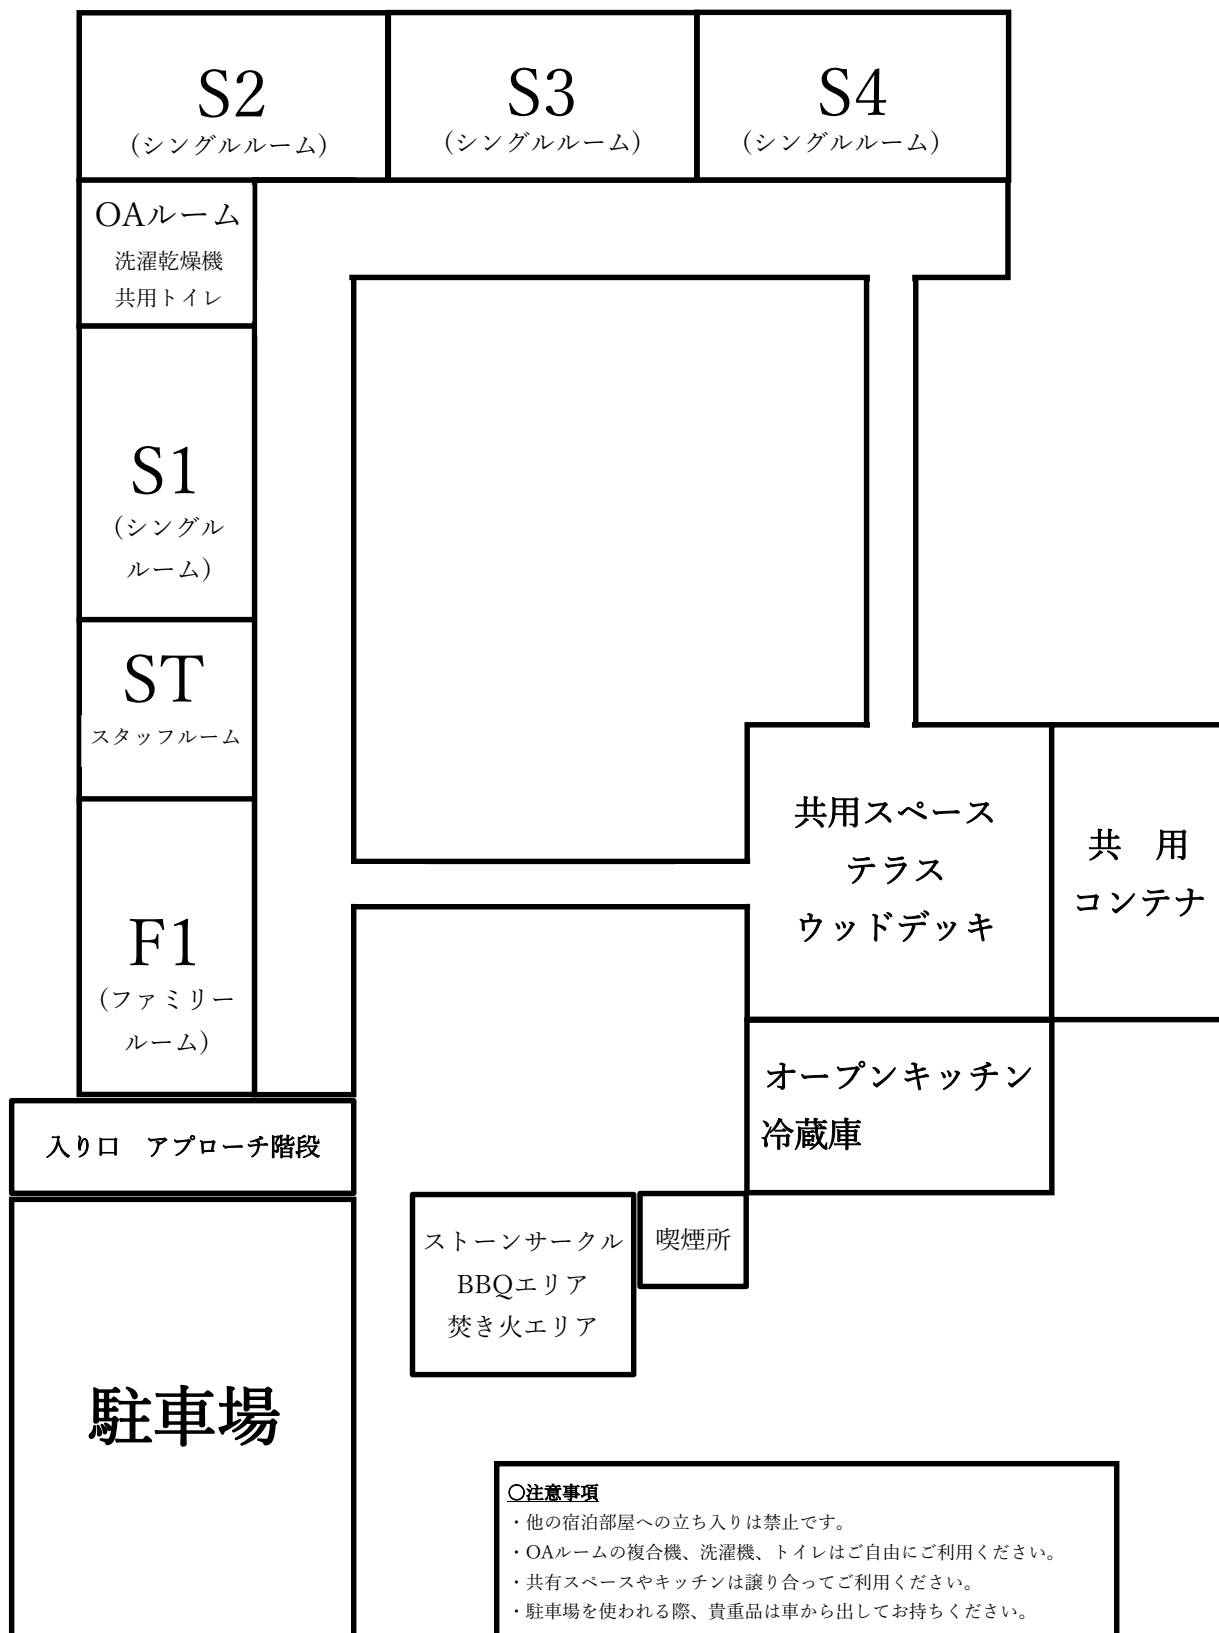 S2
(シングルルーム)
S3
(シングルルーム)
S4
(シングルルーム)
OAルーム
洗濯乾燥機
共用トイレ
S1
(シングル
ルーム)
ST
スタッフルーム
F1
(ファミリー
ルーム)
共用スペース
テラス
ウッドデッキ
共　用
コンテナ
オープンキッチン
冷蔵庫
入り口　アプローチ階段
ストーンサークル
BBQエリア
焚き火エリア
喫煙所
駐車場
〇注意事項
・他の宿泊部屋への立ち入りは禁止です。
・OAルームの複合機、洗濯機、トイレはご自由にご利用ください。
・共有スペースやキッチンは譲り合ってご利用ください。
・駐車場を使われる際、貴重品は車から出してお持ちください。